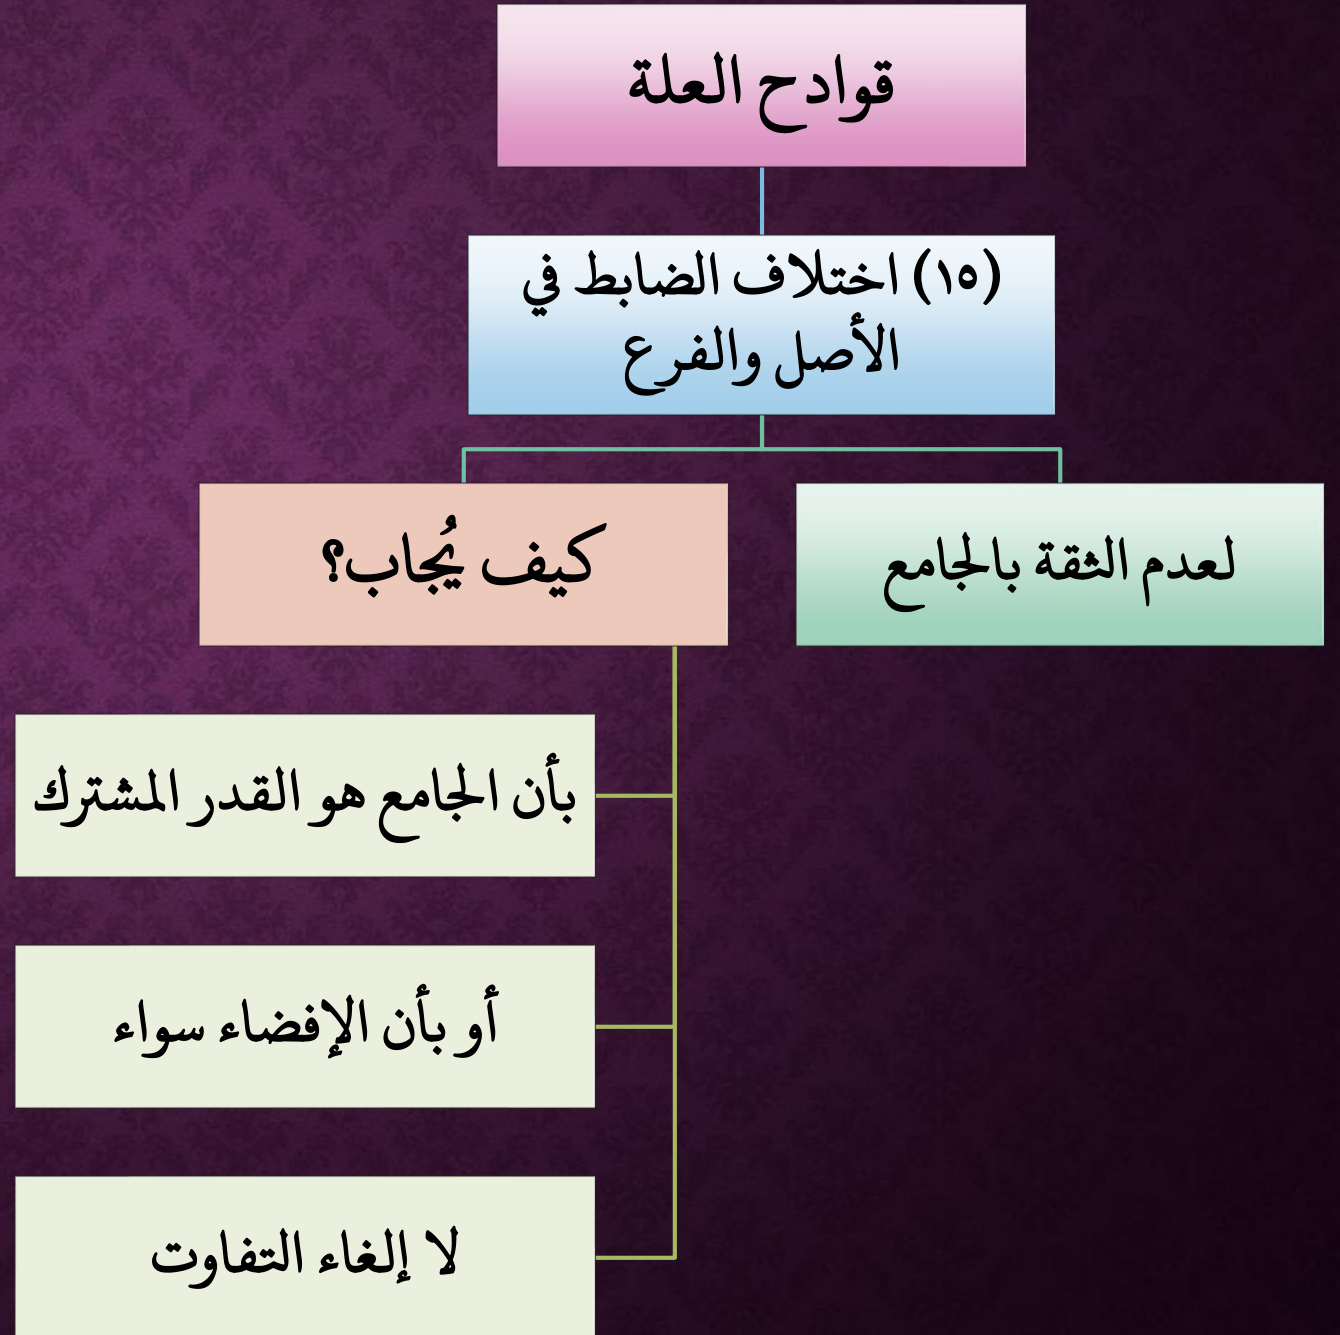 قوادح العلة
(١٥) اختلاف الضابط في
الأصل والفرع
لعدم الثقة بالجامع
كيف يُجاب؟
بأن الجامع هو القدر المشترك
أو بأن الإفضاء سواء
لا إلغاء التفاوت